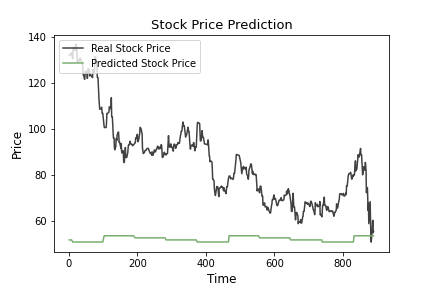 Stock Price Prediction
Real Stock Price
Predicted Stock Price
Price
140
120
100
80
60
0 200 400 600 800
Time